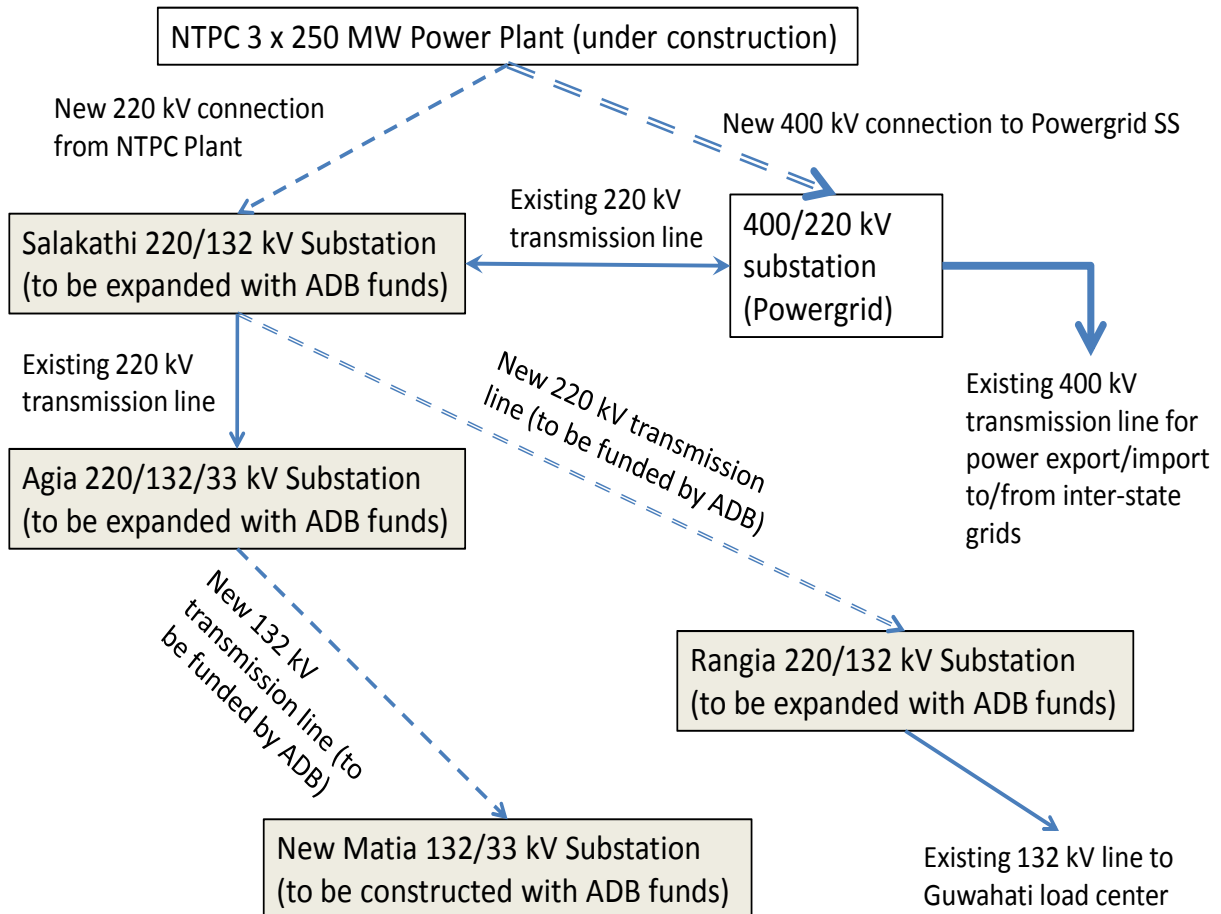 NTPC 3 x 250 MW Power Plant (under construction)
New 220 kV connection
from NTPC Plant
New 400 kV connection to Powergrid SS
Existing 220 kV
transmission line
Salakathi 220/132 kV Substation
(to be expanded with ADB funds)
400/220 kV
substation
(Powergrid)
Existing 220 kV
transmission line
New 220 kV transmission
line (to be funded by ADB)
Existing 400 kV
transmission line for
power export/import
to/from inter-state
grids
Agia 220/132/33 kV Substation
(to be expanded with ADB funds)
New 132 kV
transmission line (to
be funded by ADB)
Rangia 220/132 kV Substation
(to be expanded with ADB funds)
New Matia 132/33 kV Substation
(to be constructed with ADB funds)
Existing 132 kV line to
Guwahati load center